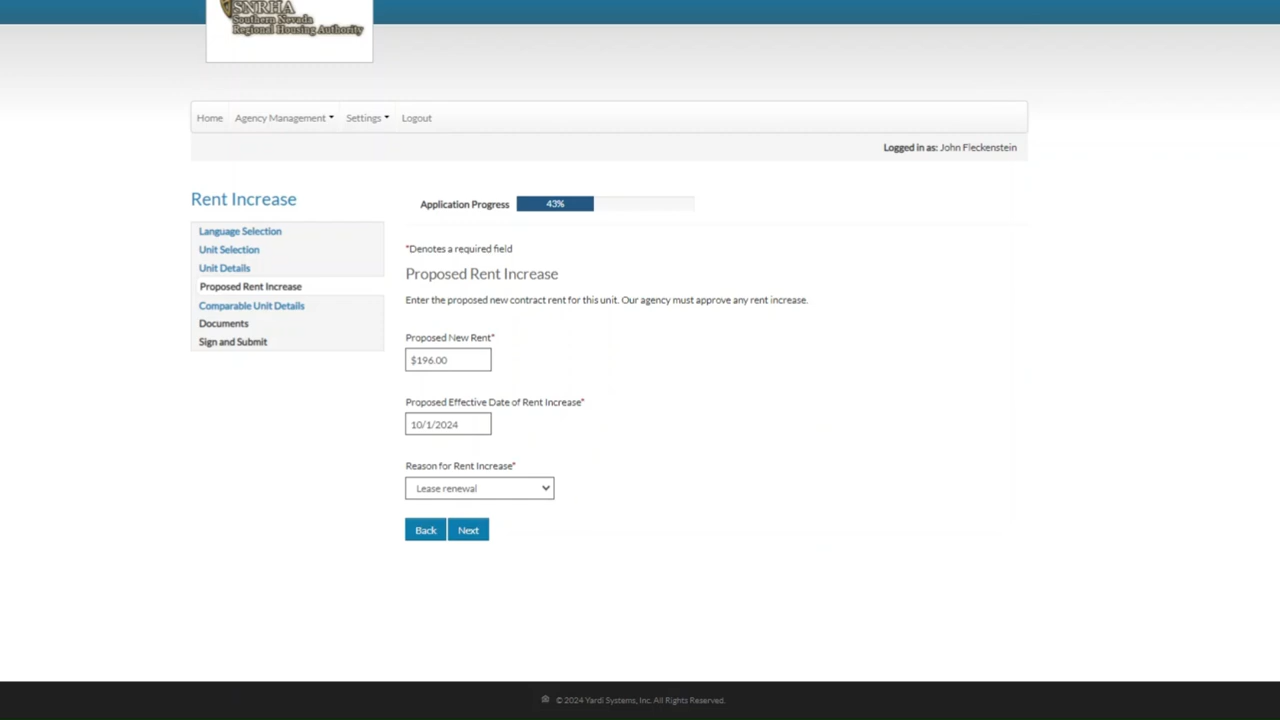 SNRHA
Southern Nevada
Regional Housing Authority
Home Agency Management Settings Logout
Logged in as: John Fleckenstein
Rent Increase
Language Selection
Unit Selection
Unit Details
Proposed Rent Increase
Comparable Unit Details
Documents
Sign and Submit
Application Progress 43%
*Denotes a required field
Proposed Rent Increase
Enter the proposed new contract rent for this unit. Our agency must approve any rent increase.
Proposed New Rent*
$196.00
Proposed Effective Date of Rent Increase*
10/1/2024
Reason for Rent Increase*
Lease renewal
Back Next
© 2024 Yardi Systems, Inc. All Rights Reserved.